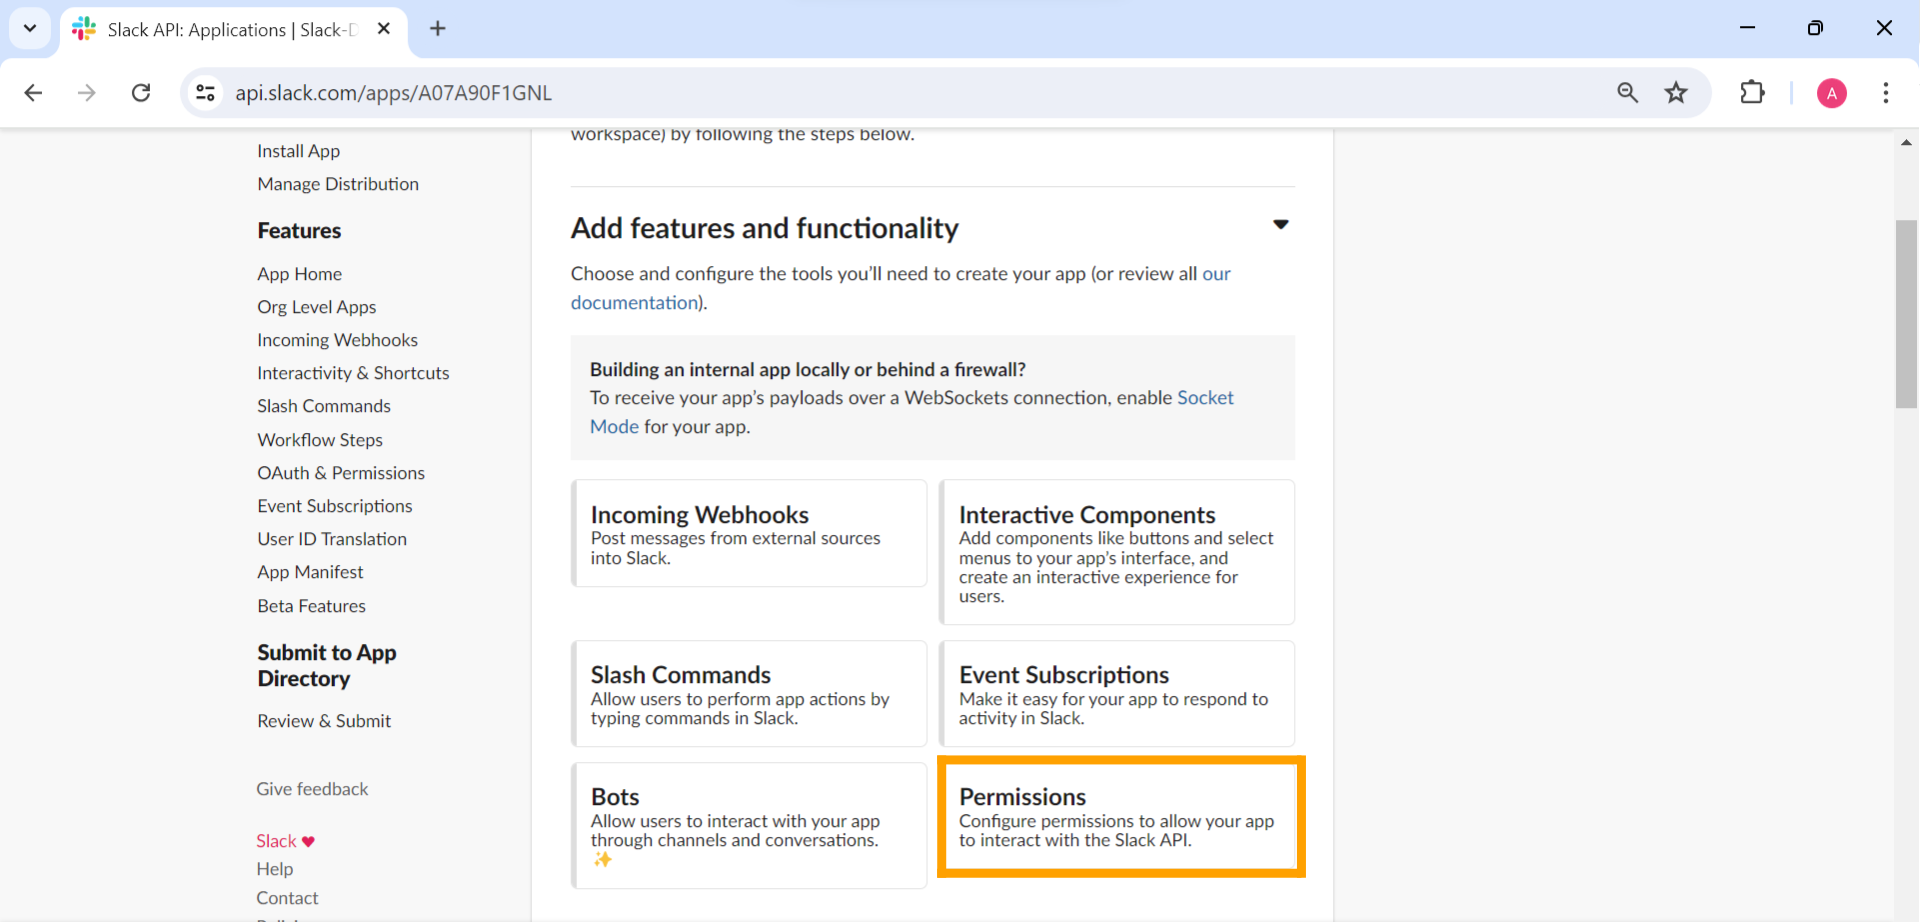 Slack API: Applications | Slack-D
api.slack.com/apps/A07A90F1GNL
A
Install App
Manage Distribution
Features
App Home
Org Level Apps
Incoming Webhooks
Interactivity & Shortcuts
Slash Commands
Workflow Steps
OAuth & Permissions
Event Subscriptions
User ID Translation
App Manifest
Beta Features
Submit to App
Directory
Review & Submit
Give feedback
Slack ♥
Help
Contact
workspace) by following the steps below.
Add features and functionality
Choose and configure the tools you’ll need to create your app (or review all our
documentation).
Building an internal app locally or behind a firewall?
To receive your app’s payloads over a WebSockets connection, enable Socket
Mode for your app.
Incoming Webhooks
Post messages from external sources
into Slack.
Interactive Components
Add components like buttons and select
menus to your app’s interface, and
create an interactive experience for
users.
Slash Commands
Allow users to perform app actions by
typing commands in Slack.
Event Subscriptions
Make it easy for your app to respond to
activity in Slack.
Bots
Allow users to interact with your app
through channels and conversations.
✨
Permissions
Configure permissions to allow your app
to interact with the Slack API.